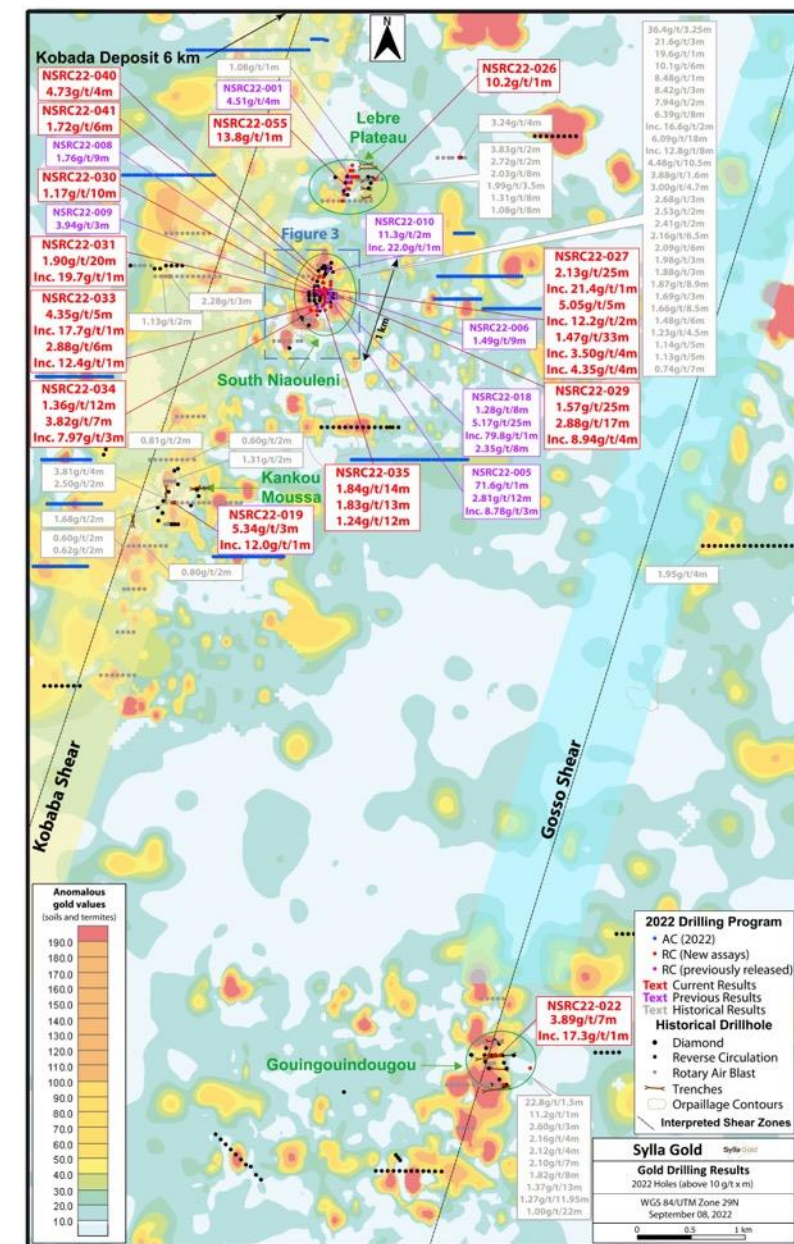 Kobada Deposit 6 km
N
NSRC22-040
4.73g/t/4m
NSRC22-041
1.72g/t/6m
NSRC22-008
1.76g/t/9m
NSRC22-030
1.17g/t/10m
NSRC22-009
3.94g/t/3m
NSRC22-031
1.90g/t/20m
Inc. 19.7g/t/1m
NSRC22-033
4.35g/t/5m
Inc. 17.7g/t/1m
2.88g/t/6m
Inc. 12.4g/t/1m
NSRC22-034
1.36g/t/12m
3.82g/t/7m
Inc. 7.97g/t/3m
1.08g/t/1m
NSRC22-001
4.51g/t/4m
NSRC22-055
13.8g/t/1m
NSRC22-026
10.2g/t/1m
Lebre
Plateau
3.24g/t/4m
3.83g/t/2m
2.72g/t/2m
2.03g/t/8m
1.99g/t/3.5m
1.31g/t/8m
1.08g/t/8m
36.4g/t/3.25m
21.6g/t/3m
19.6g/t/1m
10.1g/t/6m
8.48g/t/1m
8.42g/t/3m
7.94g/t/2m
6.39g/t/8m
Inc. 16.6g/t/2m
6.09g/t/18m
Inc. 12.8g/t/8m
4.48g/t/10.5m
3.88g/t/1.6m
3.00g/t/4.7m
2.68g/t/3m
2.53g/t/2m
2.41g/t/2m
2.16g/t/6.5m
2.09g/t/6m
1.98g/t/3m
1.88g/t/3m
1.87g/t/8.9m
1.69g/t/3m
1.66g/t/8.5m
1.48g/t/6m
1.23g/t/4.5m
1.14g/t/5m
1.13g/t/5m
0.74g/t/7m
Figure 3
NSRC22-010
11.3g/t/2m
Inc. 22.0g/t/1m
NSRC22-027
2.13g/t/25m
Inc. 21.4g/t/1m
5.05g/t/5m
Inc. 12.2g/t/2m
1.47g/t/33m
Inc. 3.50g/t/4m
Inc. 4.35g/t/4m
2.28g/t/3m
1.13g/t/2m
1 km
NSRC22-006
1.49g/t/9m
South Niaouleni
NSRC22-018
1.28g/t/8m
5.17g/t/25m
Inc. 79.8g/t/1m
2.35g/t/8m
NSRC22-029
1.57g/t/25m
2.88g/t/17m
Inc. 8.94g/t/4m
NSRC22-005
71.6g/t/1m
2.81g/t/12m
Inc. 8.78g/t/3m
0.81g/t/2m
0.60g/t/2m
1.31g/t/2m
3.81g/t/4m
2.50g/t/2m
Kankou
Moussa
NSRC22-035
1.84g/t/14m
1.83g/t/13m
1.24g/t/12m
NSRC22-019
5.34g/t/3m
Inc. 12.0g/t/1m
1.68g/t/2m
0.60g/t/2m
0.62g/t/2m
0.80g/t/2m
1.95g/t/4m
Kobaba Shear
Gosso Shear
Anomalous
gold values
(soils and termites)
190.0
180.0
170.0
160.0
150.0
140.0
130.0
120.0
110.0
100.0
90.0
80.0
70.0
60.0
50.0
40.0
30.0
20.0
10.0
Gouingouindougou
NSRC22-022
3.89g/t/7m
Inc. 17.3g/t/1m
22.8g/t/1.5m
11.2g/t/1m
2.60g/t/3m
2.16g/t/4m
2.12g/t/4m
2.10g/t/7m
1.82g/t/8m
1.37g/t/13m
1.27g/t/11.95m
1.00g/t/22m
2022 Drilling Program
AC (2022)
RC (New assays)
RC (previously released)
Text Current Results
Text Previous Results
Text Historical Results
Historical Drillhole
Diamond
Reverse Circulation
Rotary Air Blast
Trenches
Orpaillage Contours
Interpreted Shear Zones
Sylla Gold
SyllaGold
Gold Drilling Results
2022 Holes (above 10 g/t x m)
WGS 84/UTM Zone 29N
September 08, 2022
0 0.5 1 km